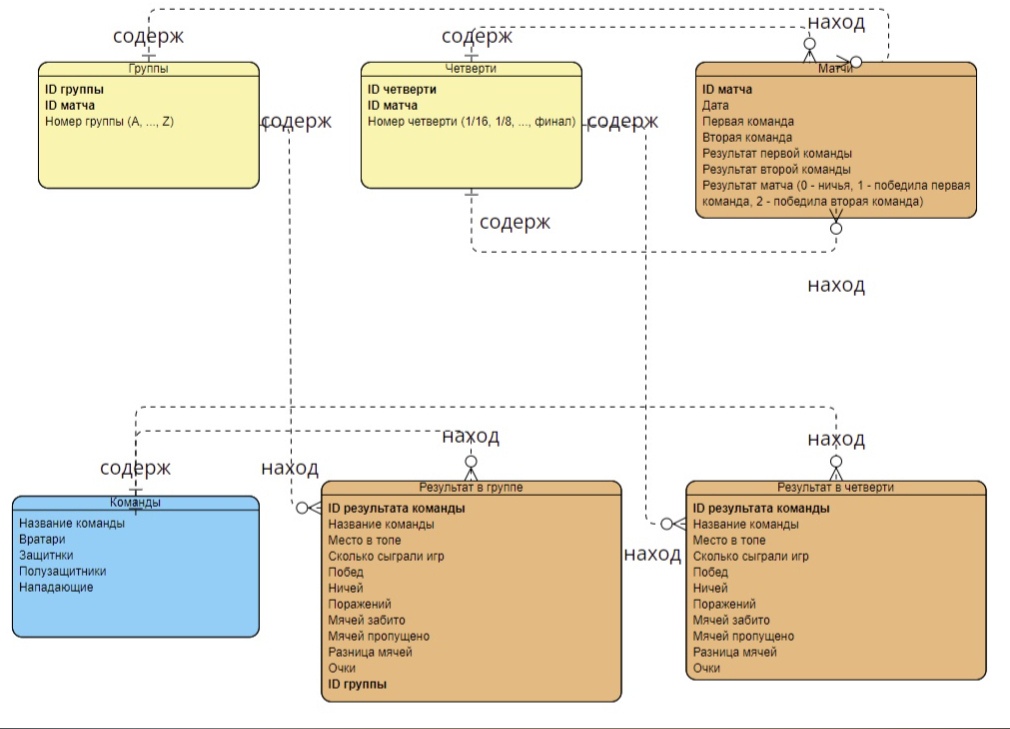 содерж
содерж
наход
Группы
ID группы
ID матча
Номер группы (A, ..., Z)
содерж
Четверти
ID четверти
ID матча
Номер четверти (1/16, 1/8, ..., финал)
содерж
Матчи
ID матча
Дата
Первая команда
Вторая команда
Результат первой команды
Результат второй команды
Результат матча (0 - ничья, 1 - победила первая
команда, 2 - победила вторая команда)
содерж
наход
содерж
наход
наход
наход
Команды
Название команды
Вратари
Защитнки
Полузащитники
Нападающие
Результат в группе
ID результата команды
Название команды
Место в топе
Сколько сыграли игр
Побед
Ничей
Поражений
Мячей забито
Мячей пропущено
Разница мячей
Очки
ID группы
наход
Результат в четверти
ID результата команды
Название команды
Место в топе
Сколько сыграли игр
Побед
Ничей
Поражений
Мячей забито
Мячей пропущено
Разница мячей
Очки